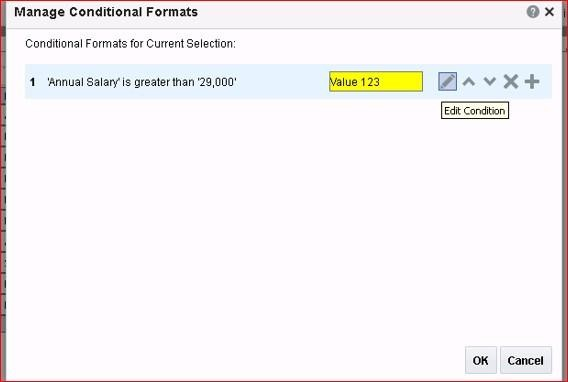 Manage Conditional Formats
Conditional Formats for Current Selection:
1 'Annual Salary' is greater than '29,000' Value 123
Edit Condition
OK Cancel